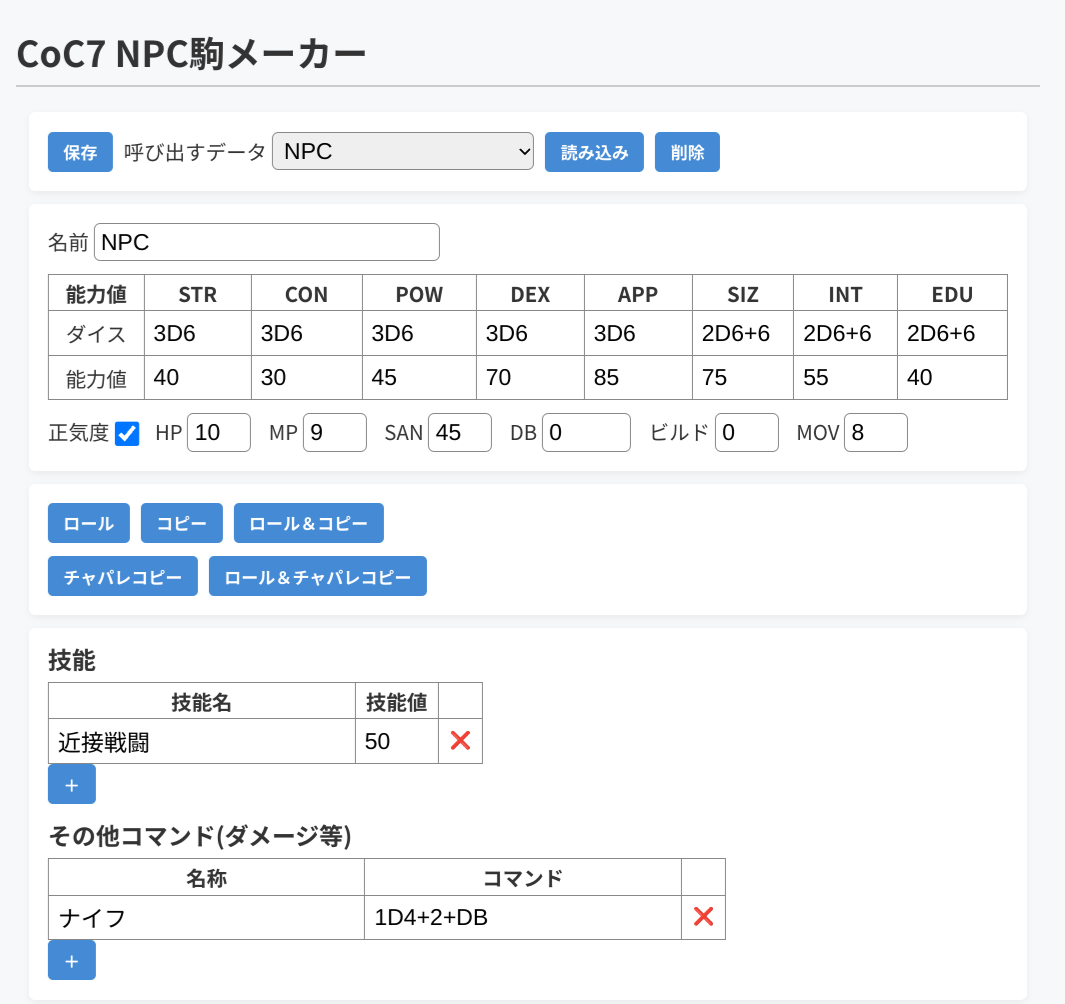 CoC7 NPC駒メーカー
保存 呼び出すデータ NPC 読み込み 削除
名前 NPC
能力値 STR CON POW DEX APP SIZ INT EDU
ダイス 3D6 3D6 3D6 3D6 3D6 2D6+6 2D6+6 2D6+6
能力値 40 30 45 70 85 75 55 40
正気度 HP 10 MP 9 SAN 45 DB 0 ビルド 0 MOV 8
ロール コピー ロール＆コピー
チャパレコピー ロール＆チャパレコピー
技能
技能名 技能値
近接戦闘 50 ❌
＋
その他コマンド(ダメージ等)
名称 コマンド
ナイフ 1D4+2+DB ❌
＋